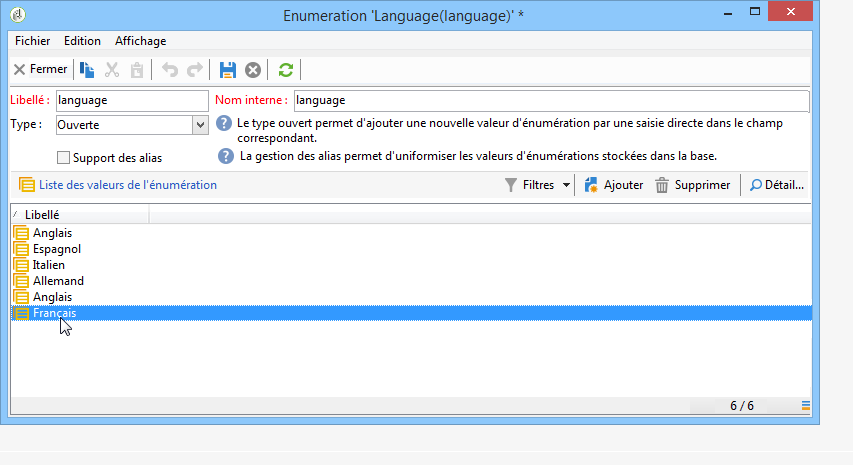 Enumeration 'Language(language)' *
Fichier Edition Affichage
Fermer
Libellé : language Nom interne : language
Type : Ouverte Le type ouvert permet d'ajouter une nouvelle valeur d'énumération par une saisie directe dans le champ
correspondant.
Support des alias La gestion des alias permet d'uniformiser les valeurs d'énumérations stockées dans la base.
Liste des valeurs de l'énumération Filtres Ajouter Supprimer Détail...
Libellé
Anglais
Espagnol
Italien
Allemand
Anglais
Français
6 / 6